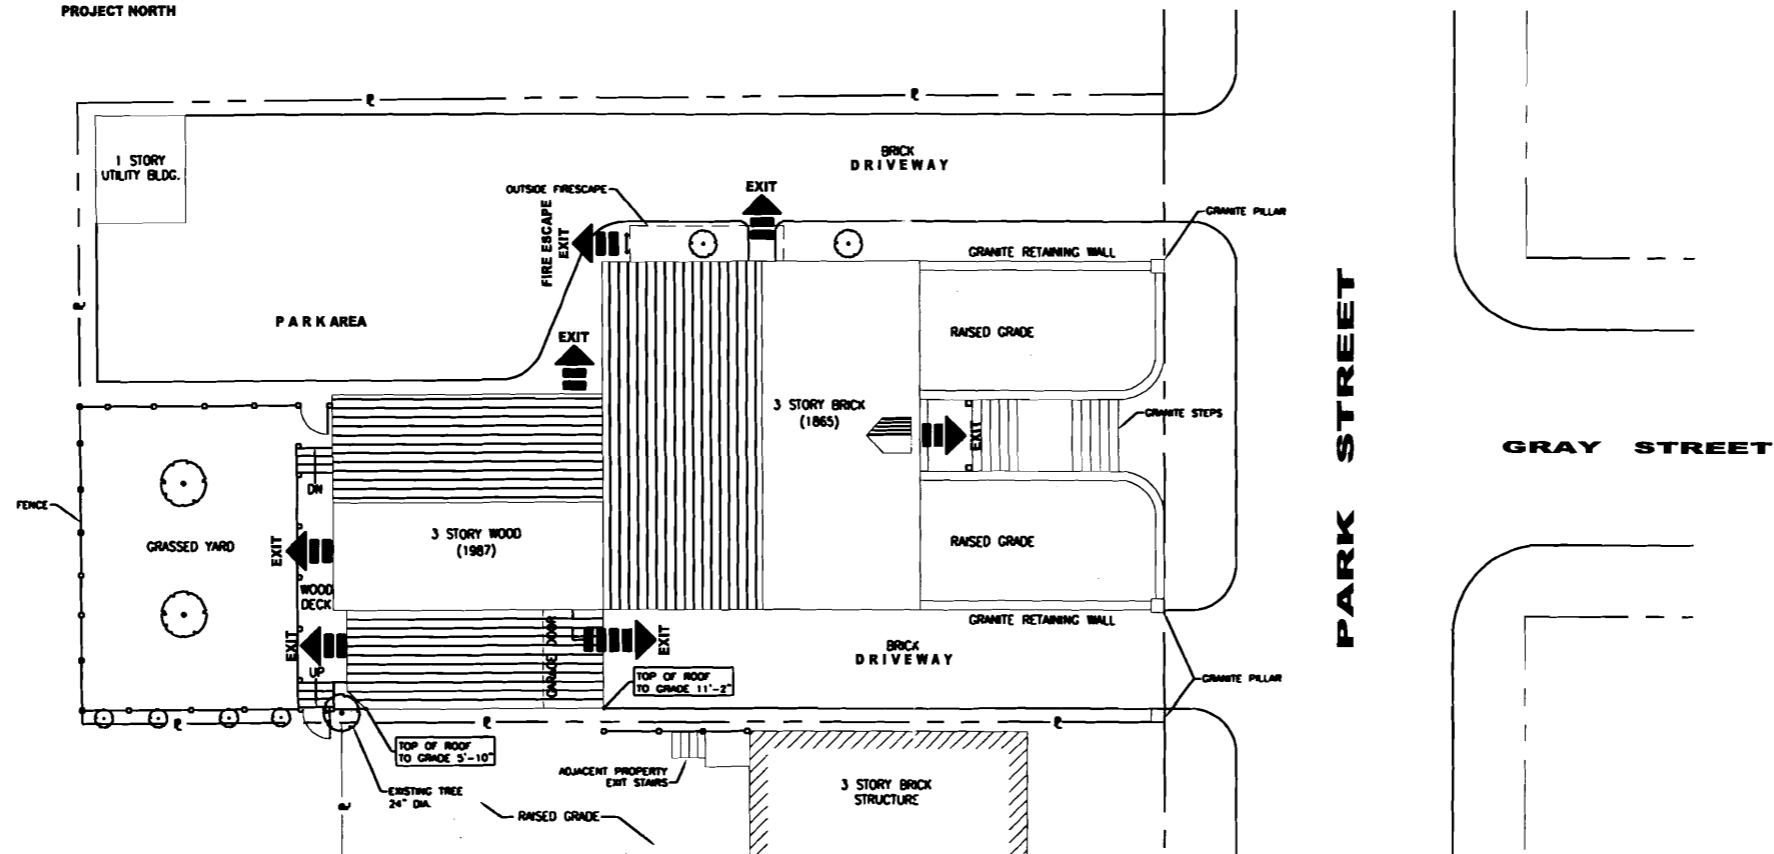 PROJECT NORTH
1 STORY
UTILITY BLDG.
BRICK
DRIVEWAY
OUTSIDE FIRESCAPE
EXIT
FIRE ESCAPE
EXIT
GRANITE PILLAR
GRANITE RETAINING WALL
PARK AREA
EXIT
RAISED GRADE
3 STORY BRICK
(1865)
EXIT
GRANITE STEPS
PARK STREET
GRAY STREET
FENCE
DN
GRASSED YARD
EXIT
3 STORY WOOD
(1987)
RAISED GRADE
WOOD
DECK
EXIT
UP
GARAGE DOOR
EXIT
GRANITE RETAINING WALL
BRICK
DRIVEWAY
TOP OF ROOF
TO GRADE 11'-2"
GRANITE PILLAR
TOP OF ROOF
TO GRADE 5'-10"
EXISTING TREE
24" DIA.
ADJACENT PROPERTY
EXIT STAIRS
RAISED GRADE
3 STORY BRICK
STRUCTURE